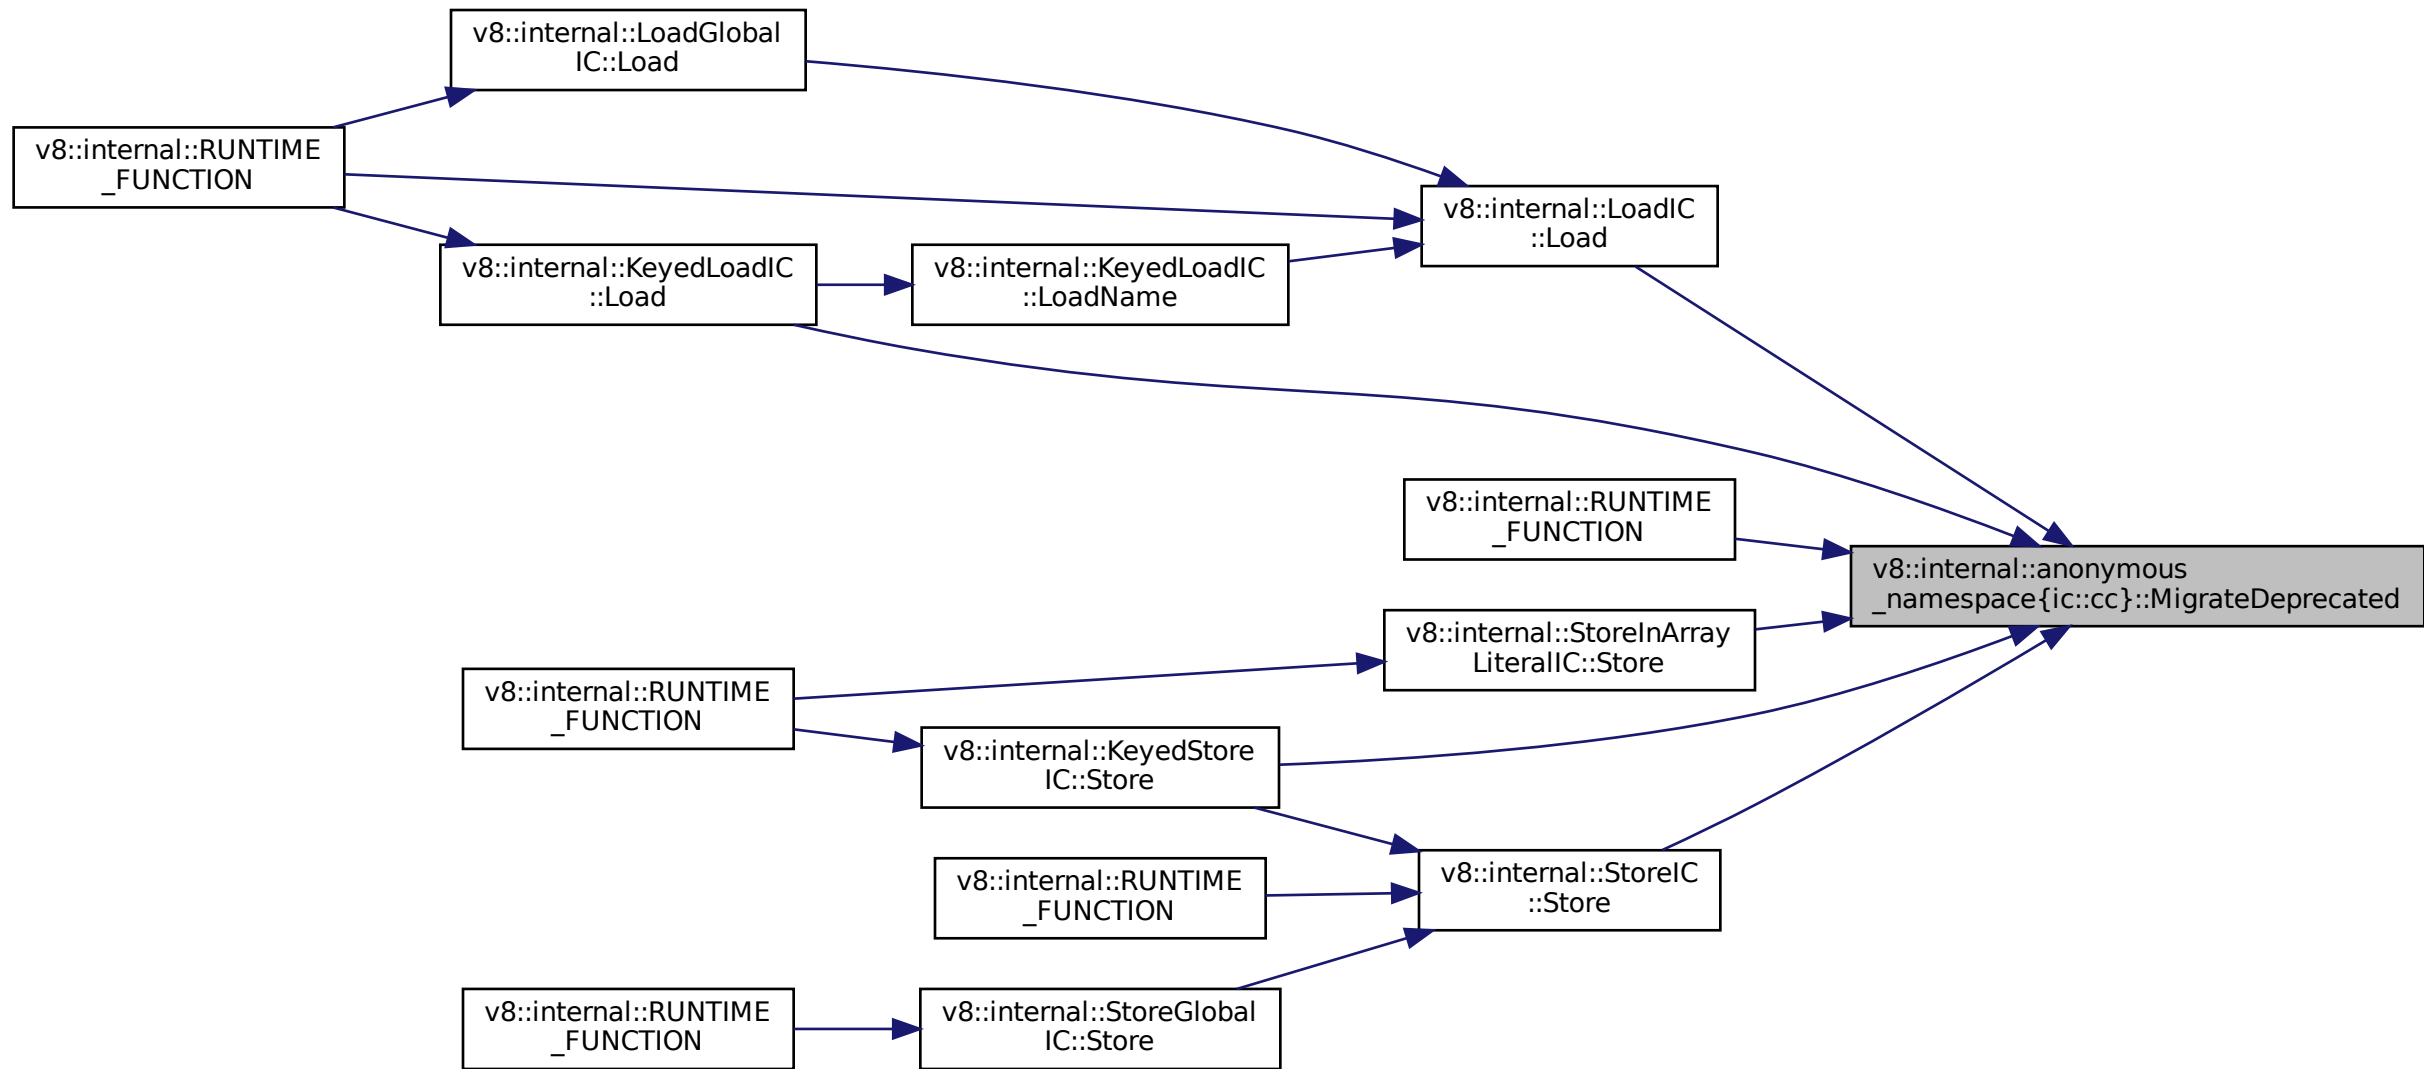 v8::internal::LoadGlobal
IC::Load
v8::internal::RUNTIME
_FUNCTION
v8::internal::LoadIC
::Load
v8::internal::KeyedLoadIC
::Load
v8::internal::KeyedLoadIC
::LoadName
v8::internal::RUNTIME
_FUNCTION
v8::internal::anonymous
_namespace{ic::cc}::MigrateDeprecated
v8::internal::StoreInArray
LiteralIC::Store
v8::internal::RUNTIME
_FUNCTION
v8::internal::KeyedStore
IC::Store
v8::internal::RUNTIME
_FUNCTION
v8::internal::StoreIC
::Store
v8::internal::RUNTIME
_FUNCTION
v8::internal::StoreGlobal
IC::Store